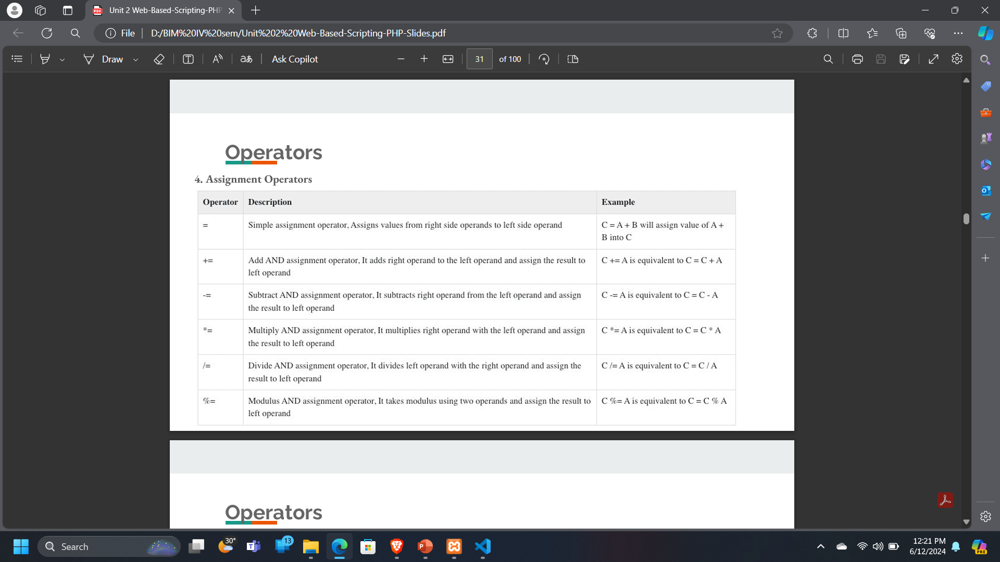 Unit 2 Web-Based-Scripting-PHP
File
D:/BIM%20IV%20sem/Unit%202%20Web-Based-Scripting-PHP-Slides.pdf
Draw
Ask Copilot
31
of 100
Operators
4. Assignment Operators
Operator Description Example
= Simple assignment operator, Assigns values from right side operands to left side operand C = A + B will assign value of A +
B into C
+= Add AND assignment operator, It adds right operand to the left operand and assign the result to C += A is equivalent to C = C + A
left operand
-= Subtract AND assignment operator, It subtracts right operand from the left operand and assign C -= A is equivalent to C = C - A
the result to left operand
*= Multiply AND assignment operator, It multiplies right operand with the left operand and assign C *= A is equivalent to C = C * A
the result to left operand
/= Divide AND assignment operator, It divides left operand with the right operand and assign the C /= A is equivalent to C = C / A
result to left operand
%= Modulus AND assignment operator, It takes modulus using two operands and assign the result to C %= A is equivalent to C = C % A
left operand
Operators
Search
30°
13
12:21 PM
6/12/2024
PRE